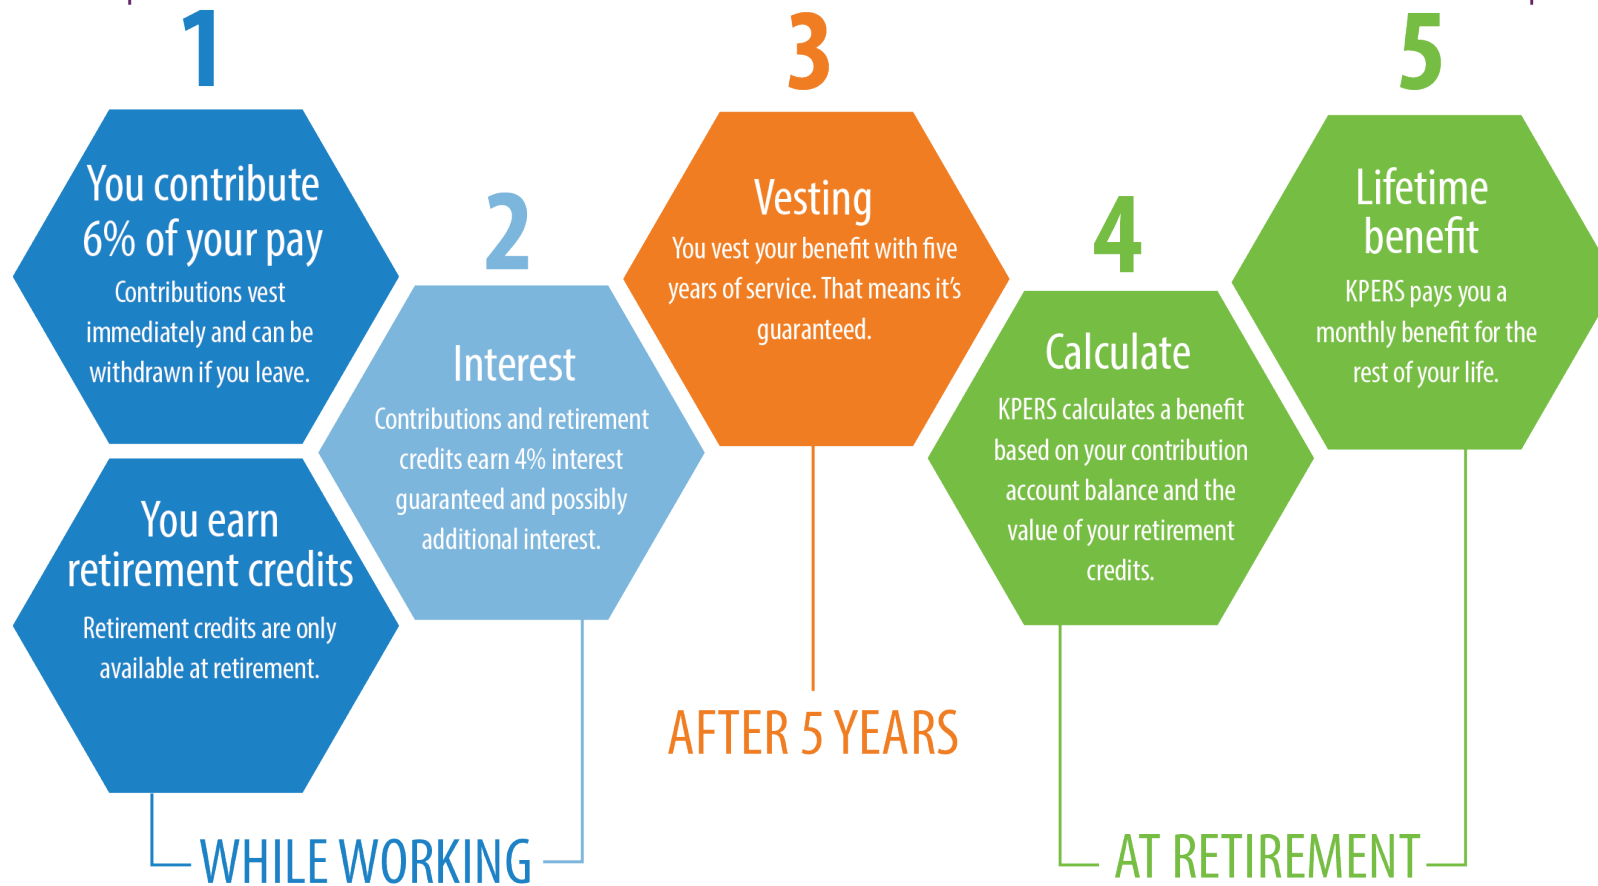 1
You contribute
6% of your pay
Contributions vest
immediately and can be
withdrawn if you leave.
You earn
retirement credits
Retirement credits are only
available at retirement.
2
Interest
Contributions and retirement
credits earn 4% interest
guaranteed and possibly
additional interest.
WHILE WORKING
3
Vesting
You vest your benefit with five
years of service. That means it’s
guaranteed.
AFTER 5 YEARS
4
Calculate
KPERS calculates a benefit
based on your contribution
account balance and the
value of your retirement
credits.
5
Lifetime
benefit
KPERS pays you a
monthly benefit for the
rest of your life.
AT RETIREMENT